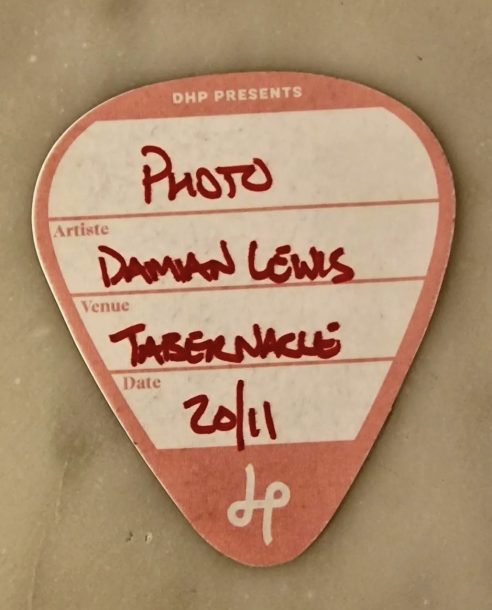 DHP PRESENTS
PHOTO
Artiste
DAMIAN LEWIS
Venue
TABERNACLE
Date
20/11